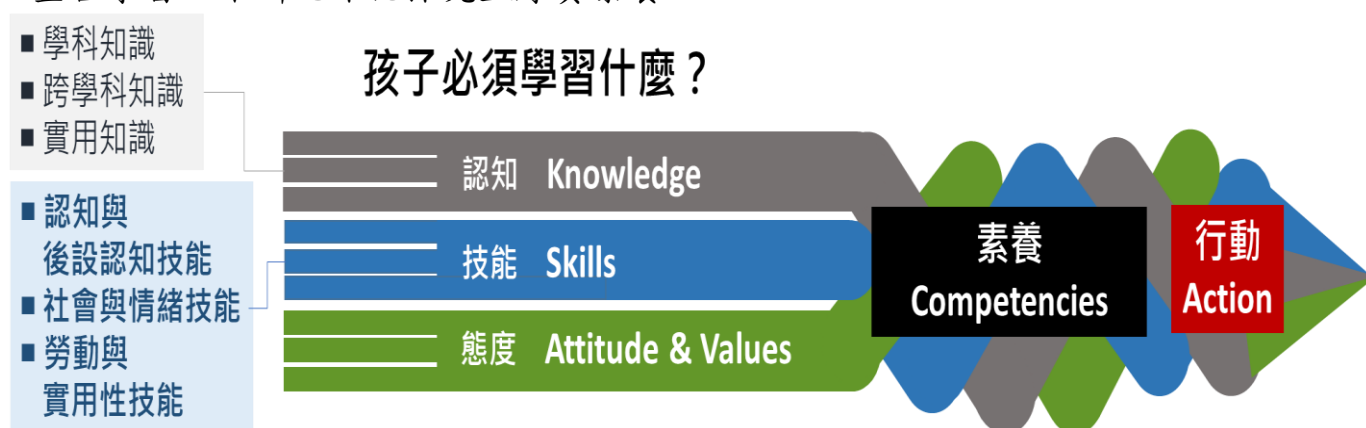 ■ 學科知識
■ 跨學科知識
■ 實用知識
孩子必須學習什麼？
■ 認知與
後設認知技能
■ 社會與情緒技能
■ 勞動與
實用性技能
認知 Knowledge
技能 Skills
態度 Attitude & Values
素養
Competencies
行動
Action